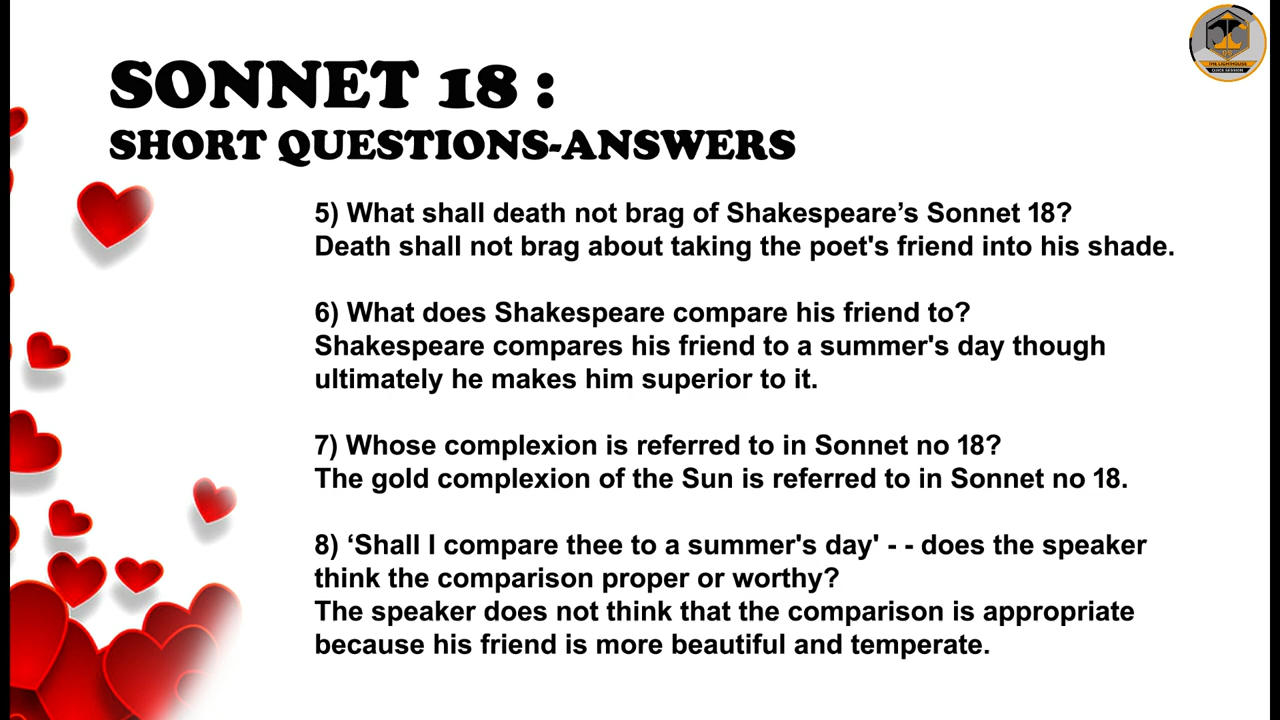 SONNET 18 :
SHORT QUESTIONS-ANSWERS
5) What shall death not brag of Shakespeare’s Sonnet 18?
Death shall not brag about taking the poet's friend into his shade.
6) What does Shakespeare compare his friend to?
Shakespeare compares his friend to a summer's day though
ultimately he makes him superior to it.
7) Whose complexion is referred to in Sonnet no 18?
The gold complexion of the Sun is referred to in Sonnet no 18.
8) ‘Shall I compare thee to a summer's day' - - does the speaker
think the comparison proper or worthy?
The speaker does not think that the comparison is appropriate
because his friend is more beautiful and temperate.
THE LIGHTHOUSE
QUICK SESSION